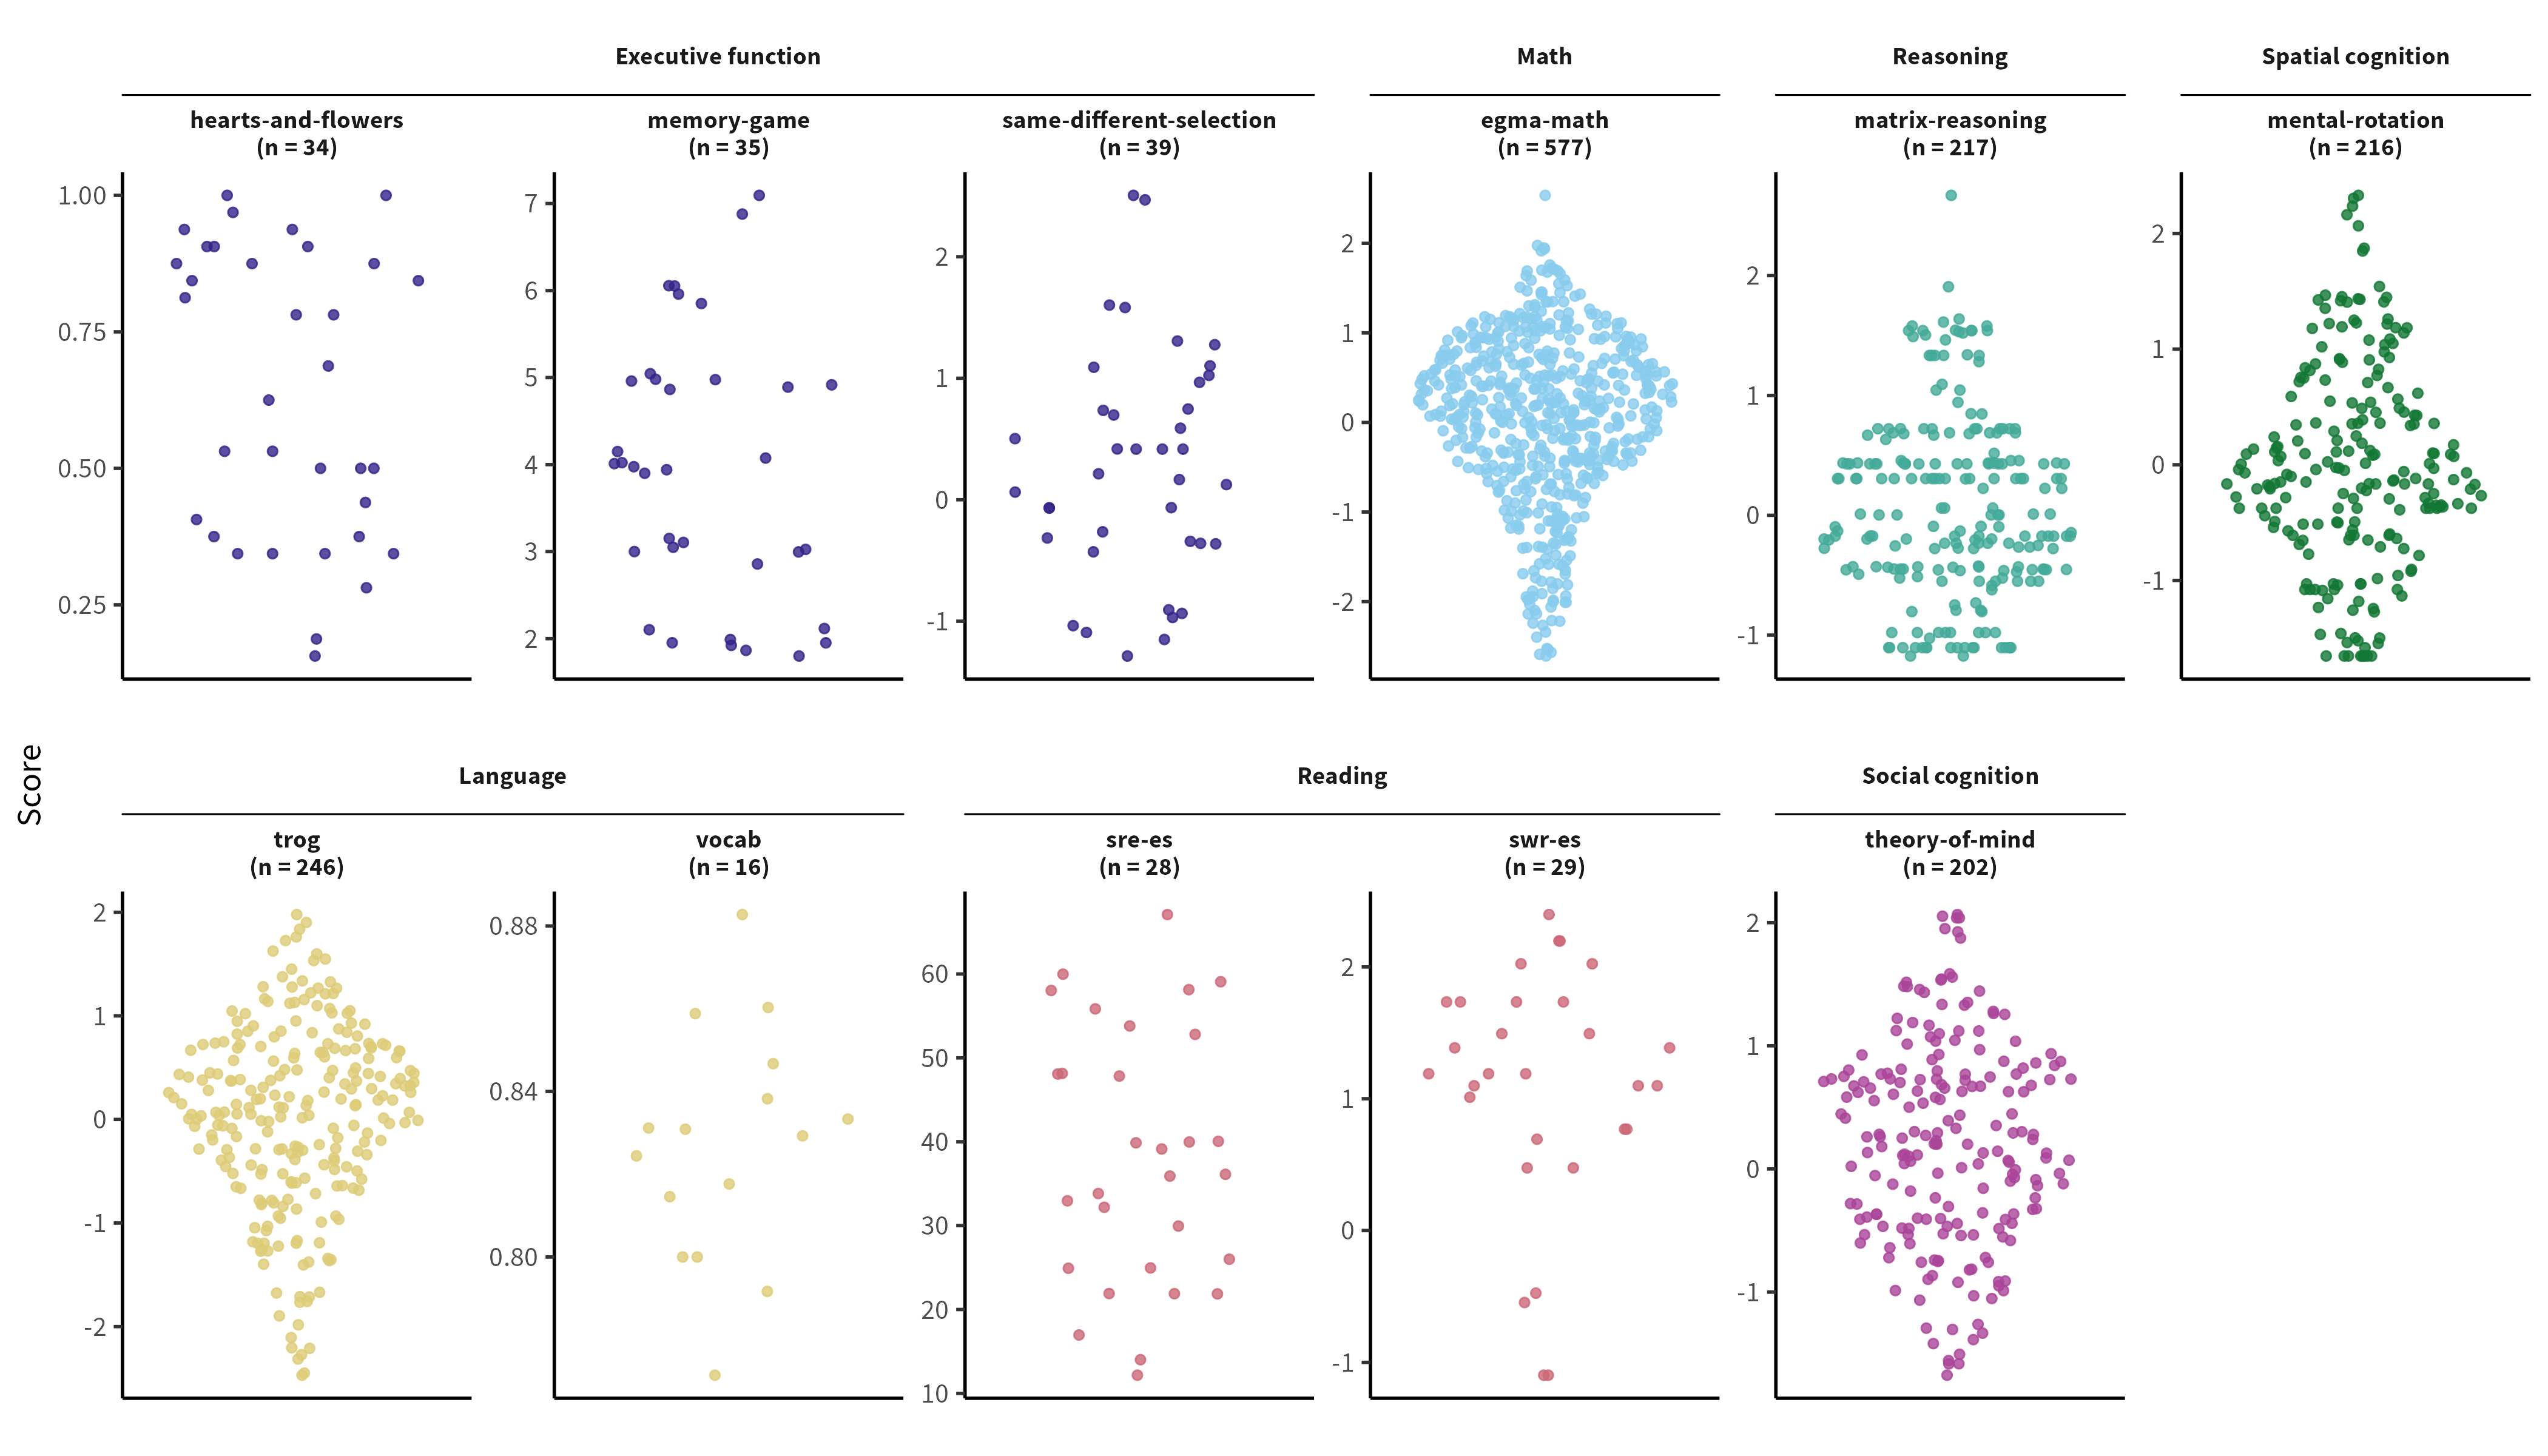 Executive function
Math
Reasoning
Spatial cognition
hearts-and-flowers
(n = 34)
memory-game
(n = 35)
same-different-selection
(n = 39)
egma-math
(n = 577)
matrix-reasoning
(n = 217)
mental-rotation
(n = 216)
1.00
0.75
0.50
0.25
7
6
5
4
3
2
2
1
0
-1
2
1
0
-1
-2
2
1
0
-1
2
1
0
-1
Score
Language
Reading
Social cognition
trog
(n = 246)
vocab
(n = 16)
sre-es
(n = 28)
swr-es
(n = 29)
theory-of-mind
(n = 202)
2
1
0
-1
-2
0.88
0.84
0.80
60
50
40
30
20
10
2
1
0
-1
2
1
0
-1